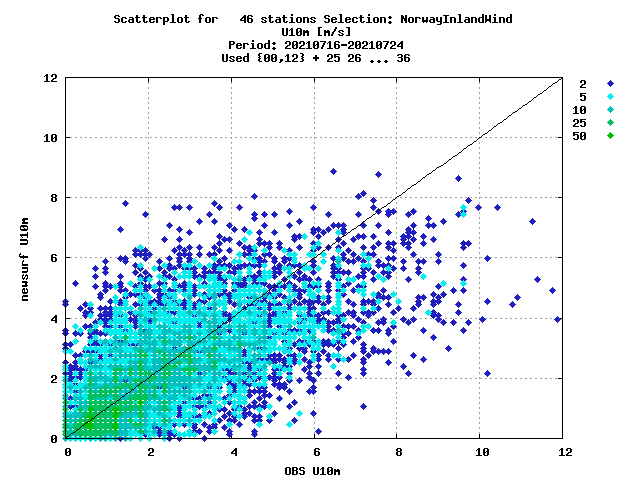 Scatterplot for   46 stations Selection: NorwayInlandWind
U10m [m/s]
Period: 20210716-20210724
Used {00,12} + 25 26 ... 36
12
10
8
6
4
2
0
newsurf U10m
0 2 4 6 8 10 12
OBS U10m
2
5
10
25
50